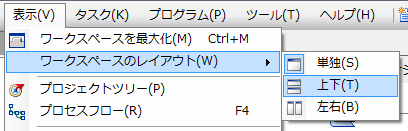 表示(V) タスク(K) プログラム(P) ツール(T) ヘルプ(H)
ワークスペースを最大化(M) Ctrl+M
ワークスペースのレイアウト(W)
単独(S)
上下(T)
プロジェクトツリー(P)
左右(B)
プロセスフロー(R) F4